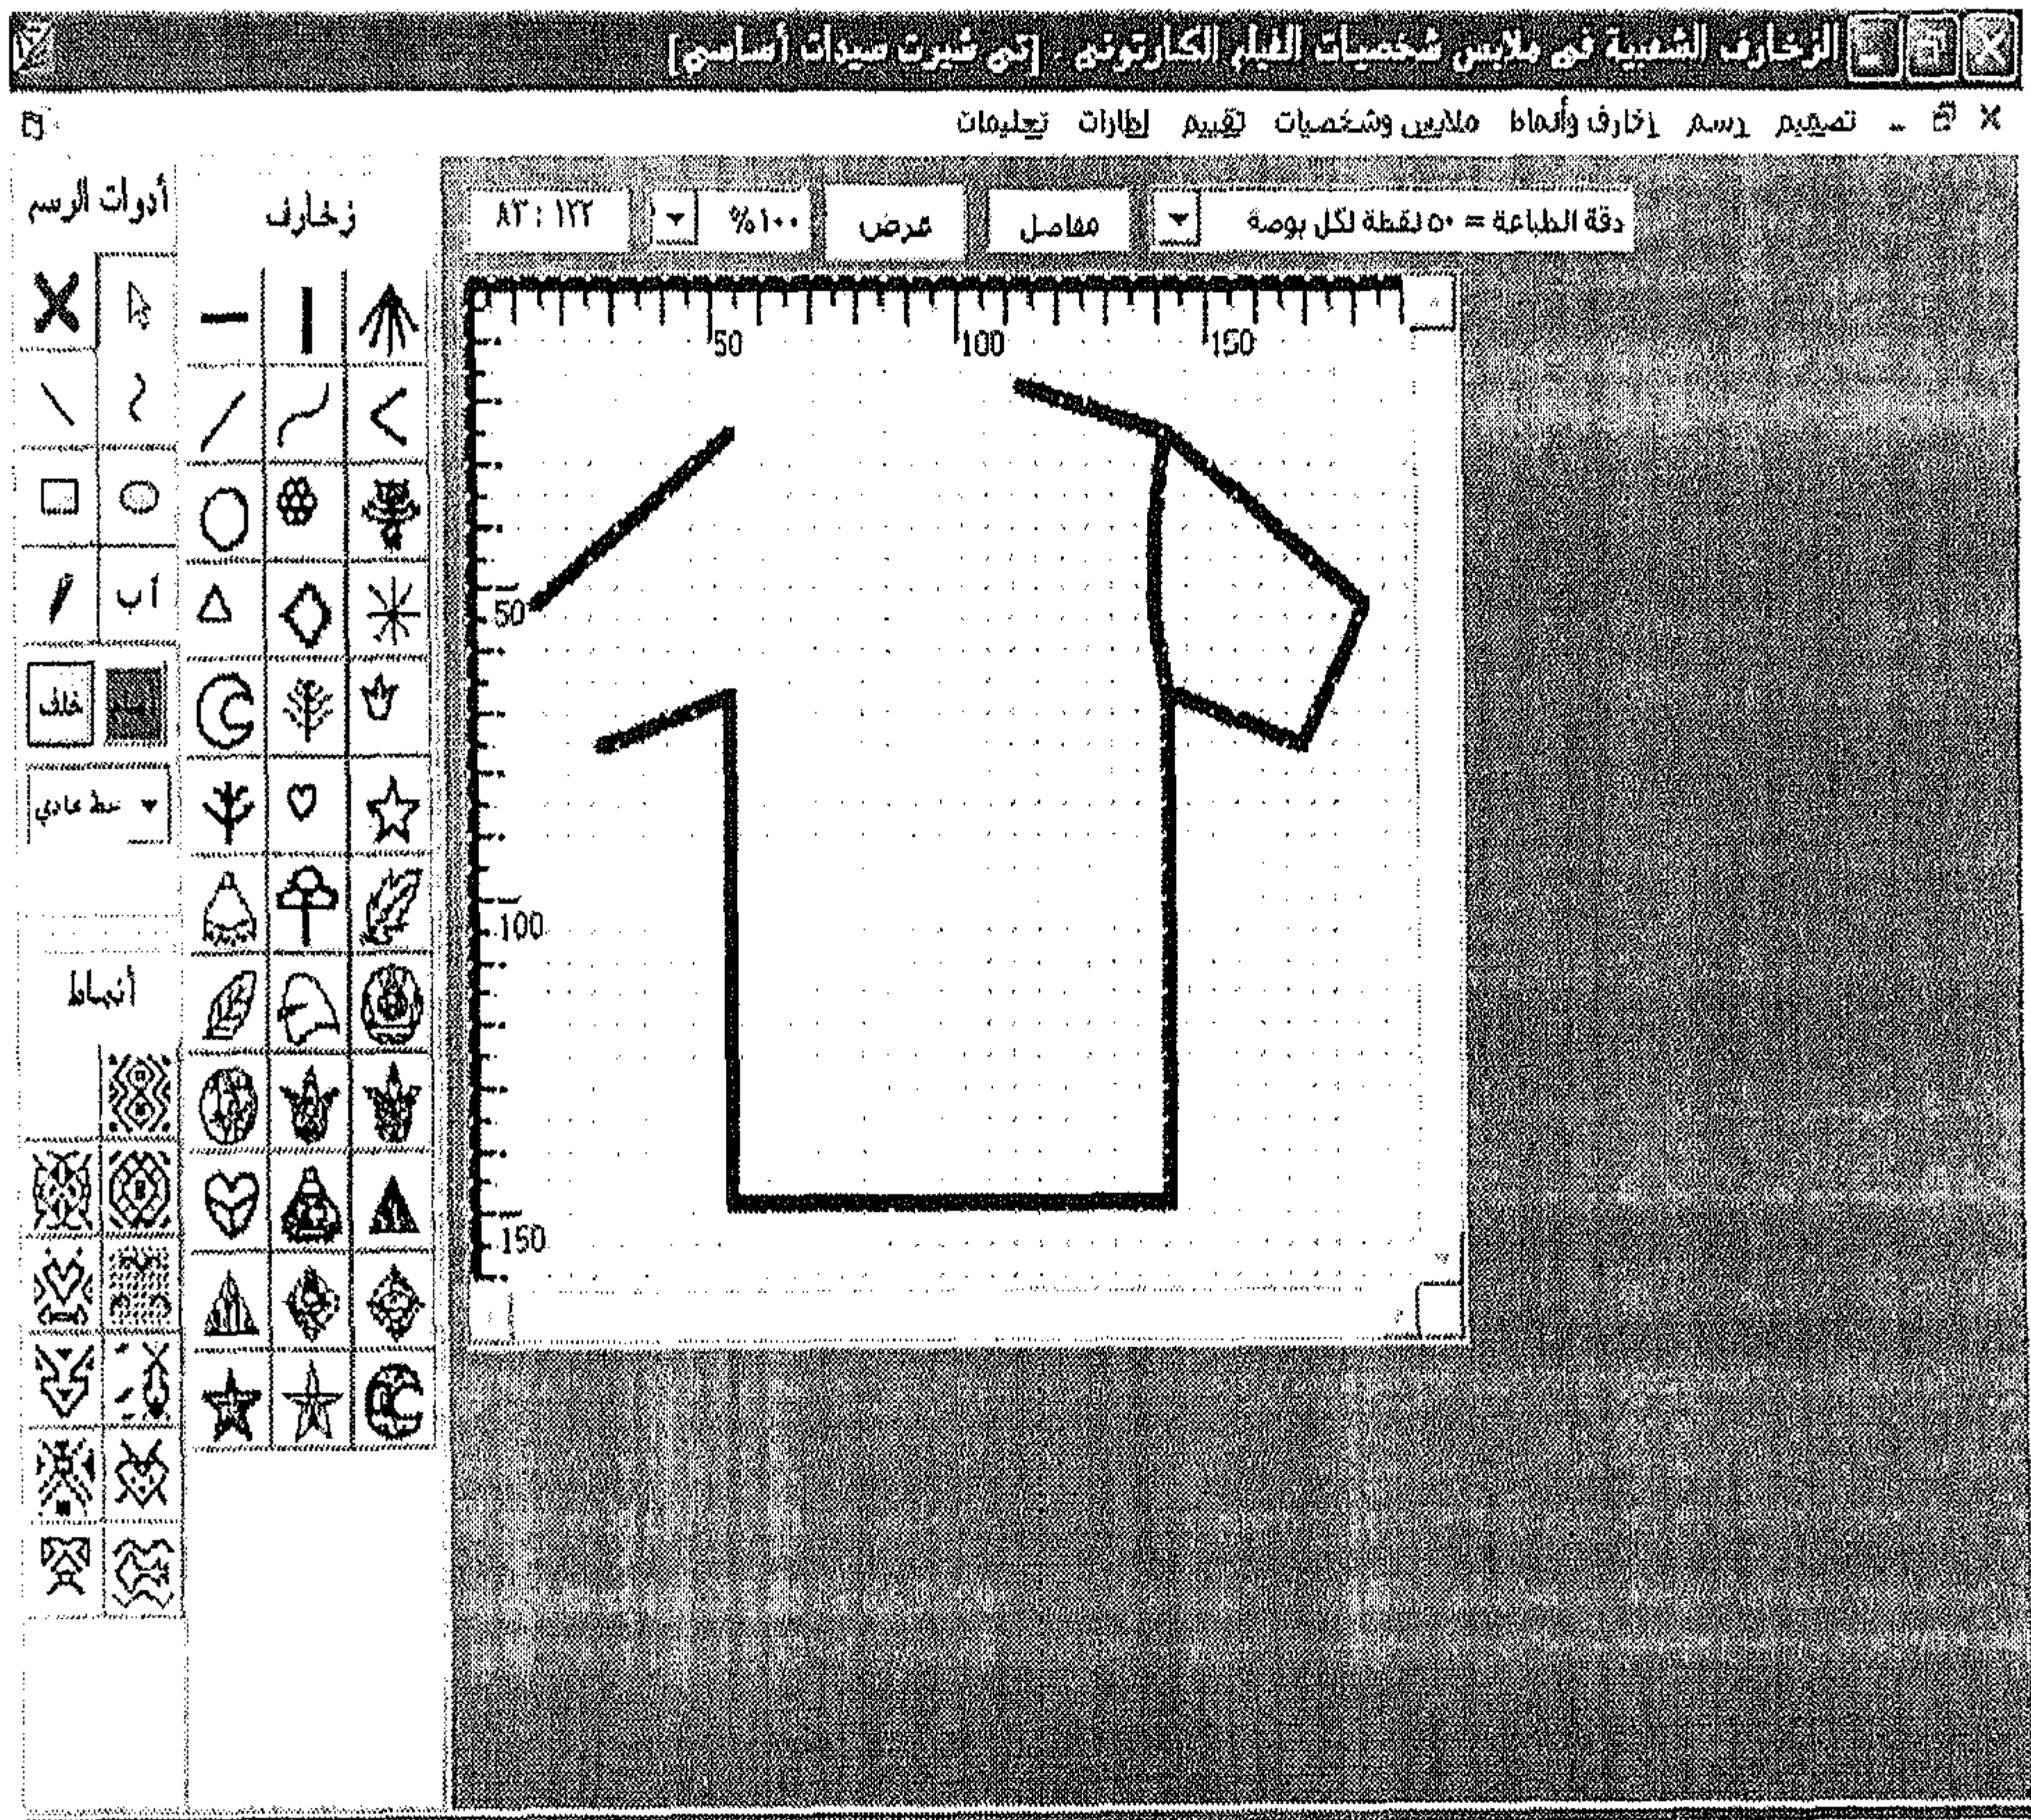 الزخارف الشعبية في ملابس شخصيات الفيلم الكارتوني - [تي شيرت سيدات أساسي]
تصميم رسم زخارف وأنماط ملابس وشخصيات تقييم إطارات تعليمات
دقة الطباعة = ٥٠ نقطة لكل بوصة
مفاصل
عرض
%١٠٠
٨٣ : ١٢٢
زخارف
أدوات الرسم
50 100 150
50
100
150
أب
أمام
خلف
خط عادي
أنماط